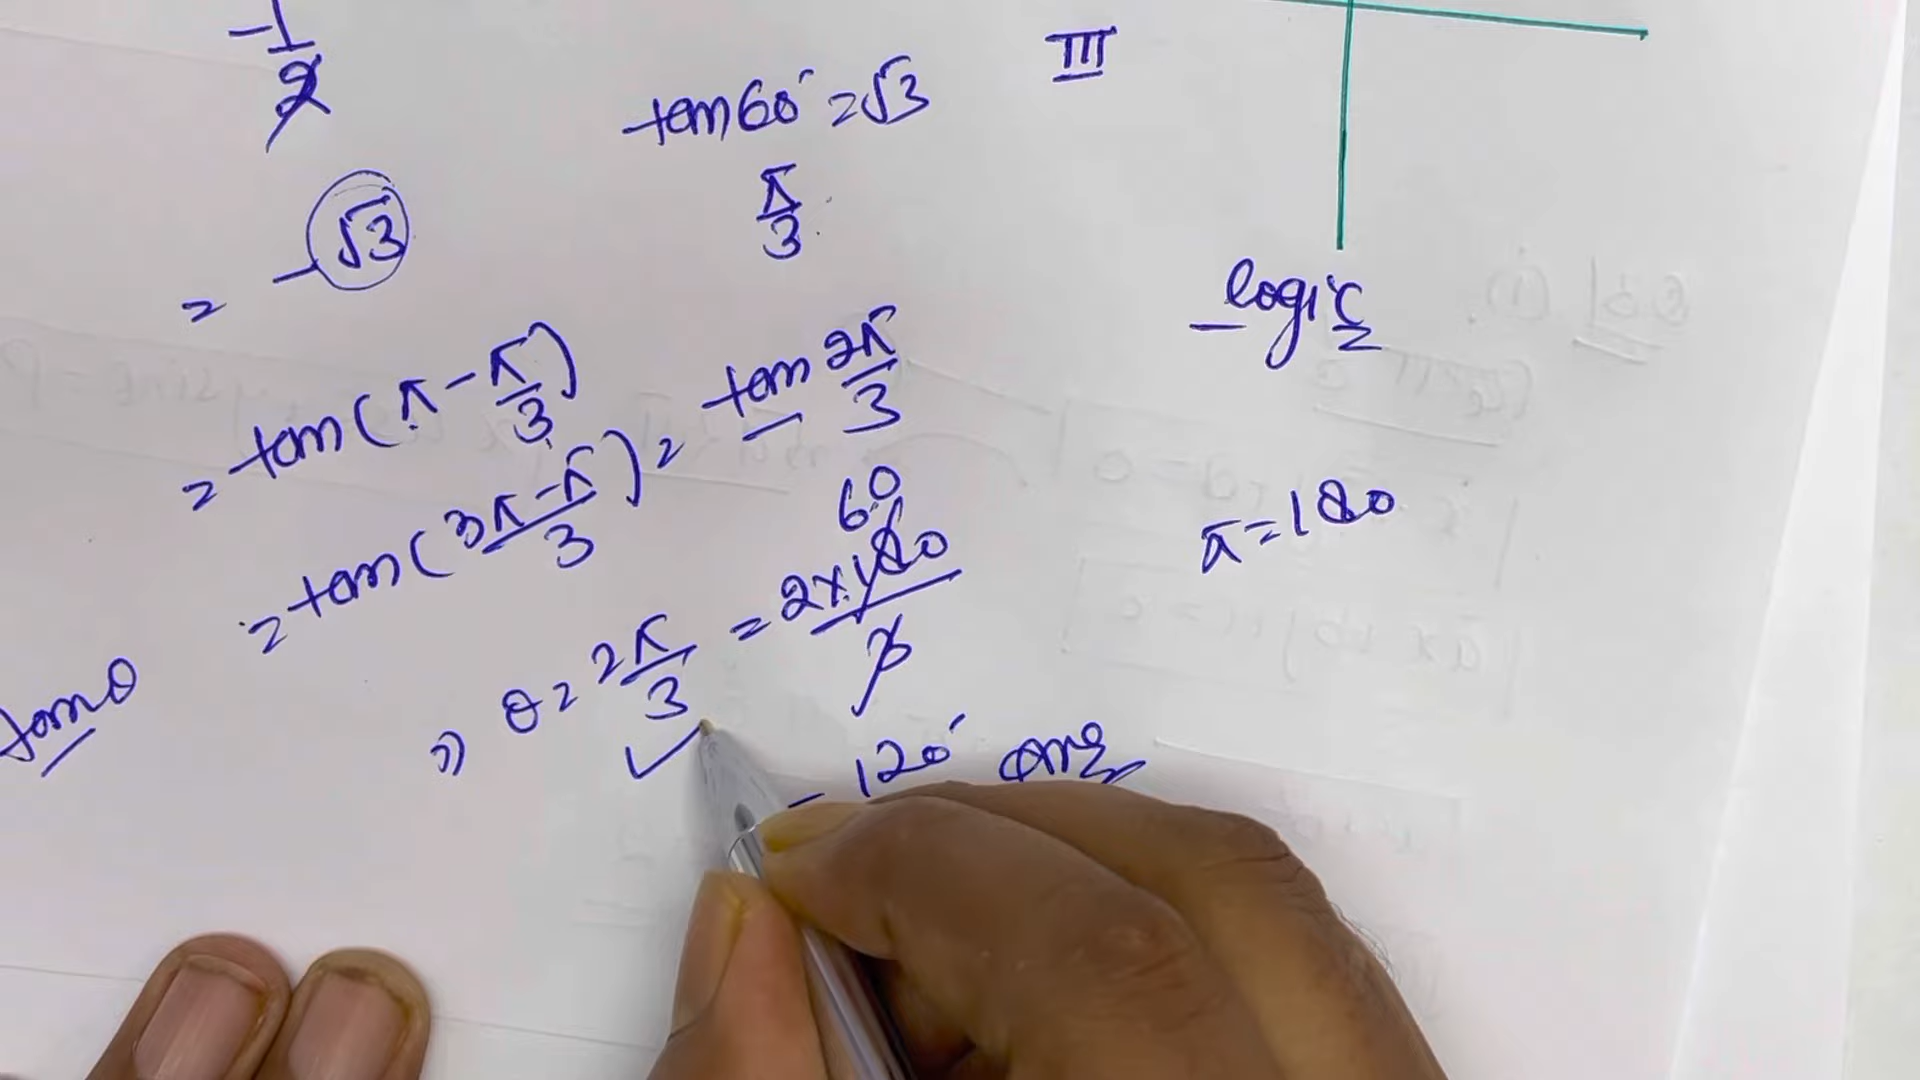 -1
2
tan60° = √3
III
π
3
= -√3
logic
= tan(π - π/3)
= tan(3π-π/3) = tan 2π/3
π = 180
60
tanθ
⇒ θ = 2π/3 = 2×180/3
= 120° ans